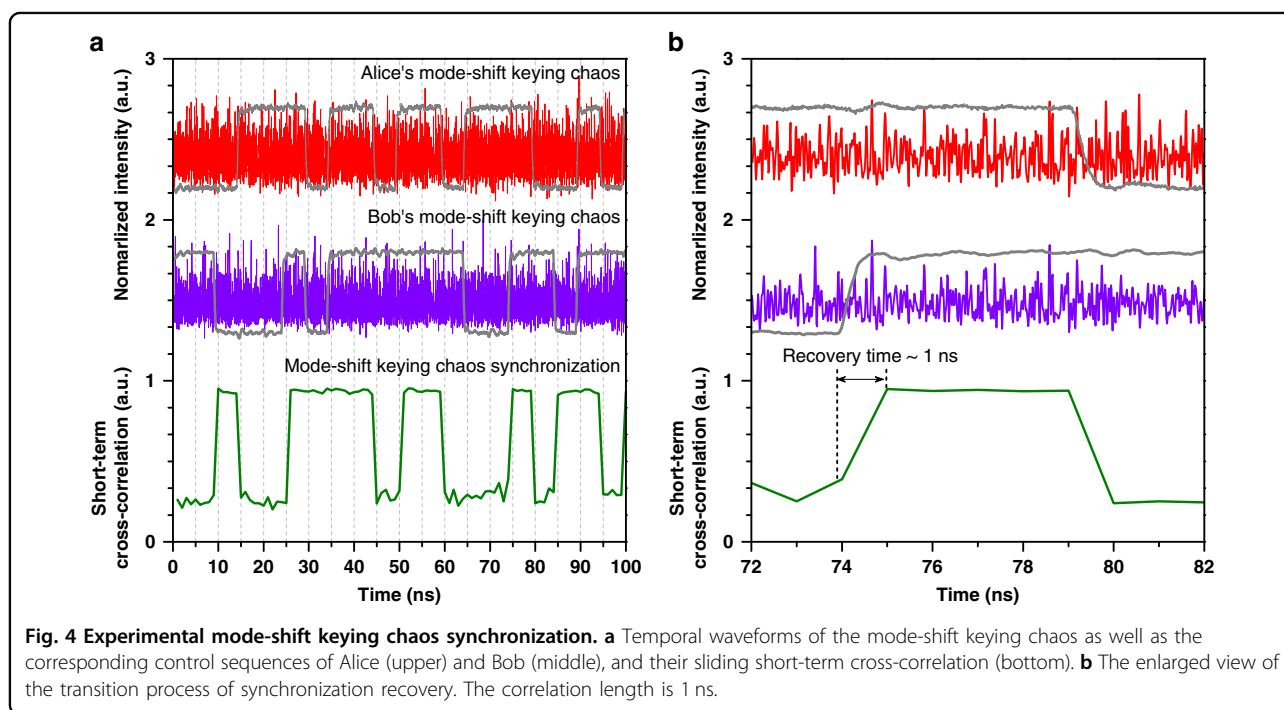 a
b
3
2
1
0
Nomarlized intensity (a.u.)
Nomarlized intensity (a.u.)
Short-term
cross-correlation (a.u.)
Alice's mode-shift keying chaos
Bob's mode-shift keying chaos
Mode-shift keying chaos synchronization
0 10 20 30 40 50 60 70 80 90 100
Time (ns)
3
2
1
0
Nomarlized intensity (a.u.)
Nomarlized intensity (a.u.)
Short-term
cross-correlation (a.u.)
Recovery time ~ 1 ns
72 74 76 78 80 82
Time (ns)
Fig. 4 Experimental mode-shift keying chaos synchronization. a Temporal waveforms of the mode-shift keying chaos as well as the
corresponding control sequences of Alice (upper) and Bob (middle), and their sliding short-term cross-correlation (bottom). b The enlarged view of
the transition process of synchronization recovery. The correlation length is 1 ns.